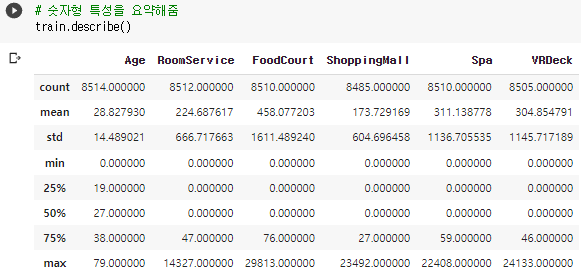 # 숫자형 특성을 요약해줌
train.describe()
Age RoomService FoodCourt ShoppingMall Spa VRDeck
count 8514.000000 8512.000000 8510.000000 8485.000000 8510.000000 8505.000000
mean 28.827930 224.687617 458.077203 173.729169 311.138778 304.854791
std 14.489021 666.717663 1611.489240 604.696458 1136.705535 1145.717189
min 0.000000 0.000000 0.000000 0.000000 0.000000 0.000000
25% 19.000000 0.000000 0.000000 0.000000 0.000000 0.000000
50% 27.000000 0.000000 0.000000 0.000000 0.000000 0.000000
75% 38.000000 47.000000 76.000000 27.000000 59.000000 46.000000
max 79.000000 14327.000000 29813.000000 23492.000000 22408.000000 24133.000000